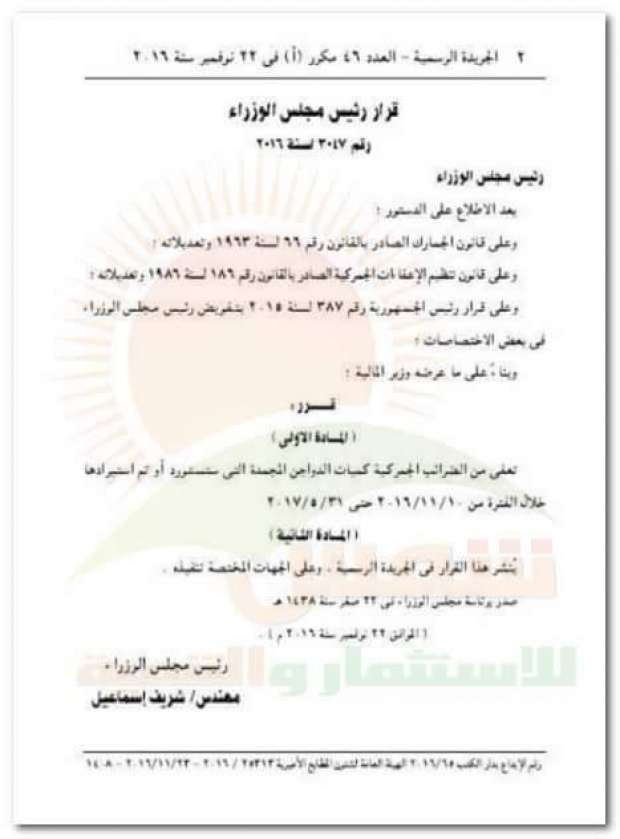 ٢ الجريدة الرسمية - العدد ٤٦ مكرر (أ) فى ٢٢ نوفمبر سنة ٢٠١٦
قرار رئيس مجلس الوزراء
رقم ٣٠٤٧ لسنة ٢٠١٦
رئيس مجلس الوزراء
بعد الاطلاع على الدستور ؛
وعلى قانون الجمارك الصادر بالقانون رقم ٦٦ لسنة ١٩٦٣ وتعديلاته ؛
وعلى قانون تنظيم الإعفاءات الجمركية الصادر بالقانون رقم ١٨٦ لسنة ١٩٨٦ وتعديلاته ؛
وعلى قرار رئيس الجمهورية رقم ٣٨٧ لسنة ٢٠١٥ بتفويض رئيس مجلس الوزراء
فى بعض الاختصاصات ؛
وبناءً على ما عرضه وزير المالية ؛
قـــرر :
( المادة الأولى )
تعفى من الضرائب الجمركية كميات الدواجن المجمدة التى ستستورد أو تم استيرادها
خلال الفترة من ٢٠١٦/١١/١٠ حتى ٢٠١٧/٥/٣١
( المادة الثانية )
يُنشر هذا القرار فى الجريدة الرسمية ، وعلى الجهات المختصة تنفيذه .
صدر برئاسة مجلس الوزراء فى ٢٢ صفر سنة ١٤٣٨ هـ
( الموافق ٢٢ نوفمبر سنة ٢٠١٦ م ) .
رئيس مجلس الوزراء
مهندس/ شريف إسماعيل
رقم الإيداع بدار الكتب ٢٠١٦/٦٥ الهيئة العامة لشئون المطابع الأميرية ٢٥٣١٣ / ٢٠١٦ - ٢٠١٦/١١/٢٣ - ١٤٠٨
شمس
للاستثمار والتنمية